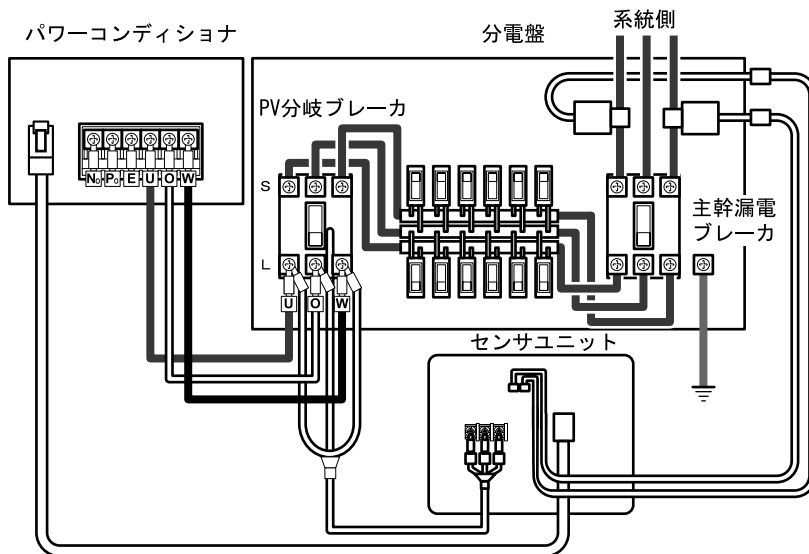 パワーコンディショナ
分電盤
系統側
PV分岐ブレーカ
N₀ P₀ E U O W
S
L
U O W
主幹漏電
ブレーカ
センサユニット